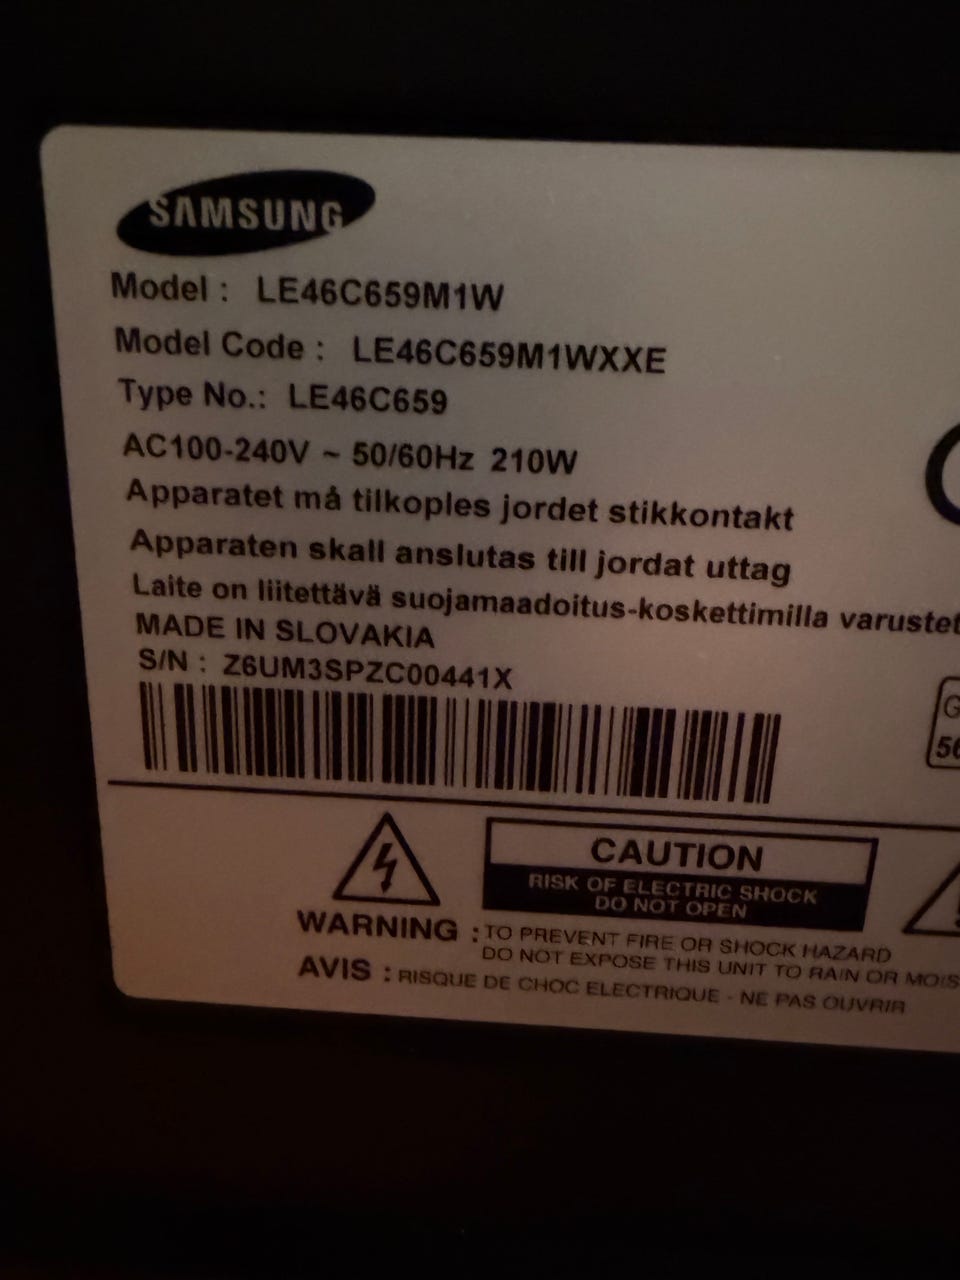 SAMSUNG
Model : LE46C659M1W
Model Code : LE46C659M1WXXE
Type No.: LE46C659
AC100-240V ~ 50/60Hz 210W
Apparatet må tilkoples jordet stikkontakt
Apparaten skall anslutas till jordat uttag
Laite on liitettävä suojamaadoitus-koskettimilla varustet
MADE IN SLOVAKIA
S/N : Z6UM3SPZC00441X
G
56
CAUTION
RISK OF ELECTRIC SHOCK
DO NOT OPEN
WARNING : TO PREVENT FIRE OR SHOCK HAZARD
DO NOT EXPOSE THIS UNIT TO RAIN OR MOIS
AVIS : RISQUE DE CHOC ELECTRIQUE - NE PAS OUVRIR